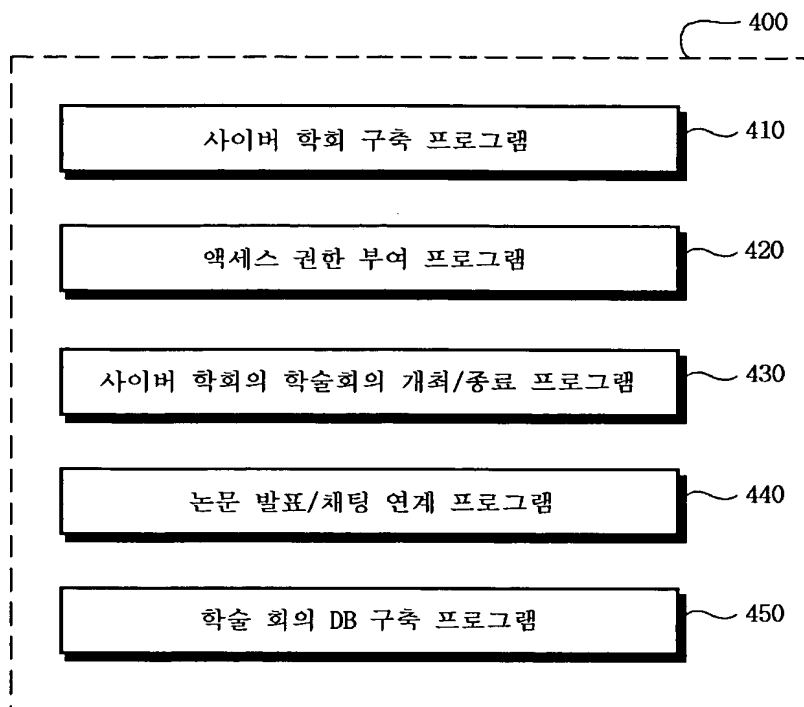 400
사이버 학회 구축 프로그램
410
액세스 권한 부여 프로그램
420
사이버 학회의 학술회의 개최/종료 프로그램
430
논문 발표/채팅 연계 프로그램
440
학술 회의 DB 구축 프로그램
450